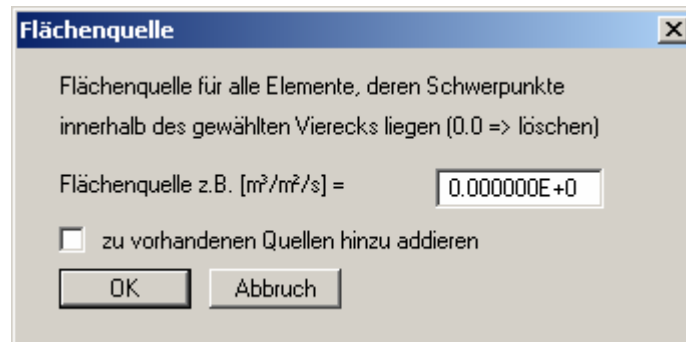 Flächenquelle
Flächenquelle für alle Elemente, deren Schwerpunkte
innerhalb des gewählten Vierecks liegen (0.0 => löschen)
Flächenquelle z.B. [m³/m²/s] = 0.000000E+0
zu vorhandenen Quellen hinzu addieren
OK Abbruch